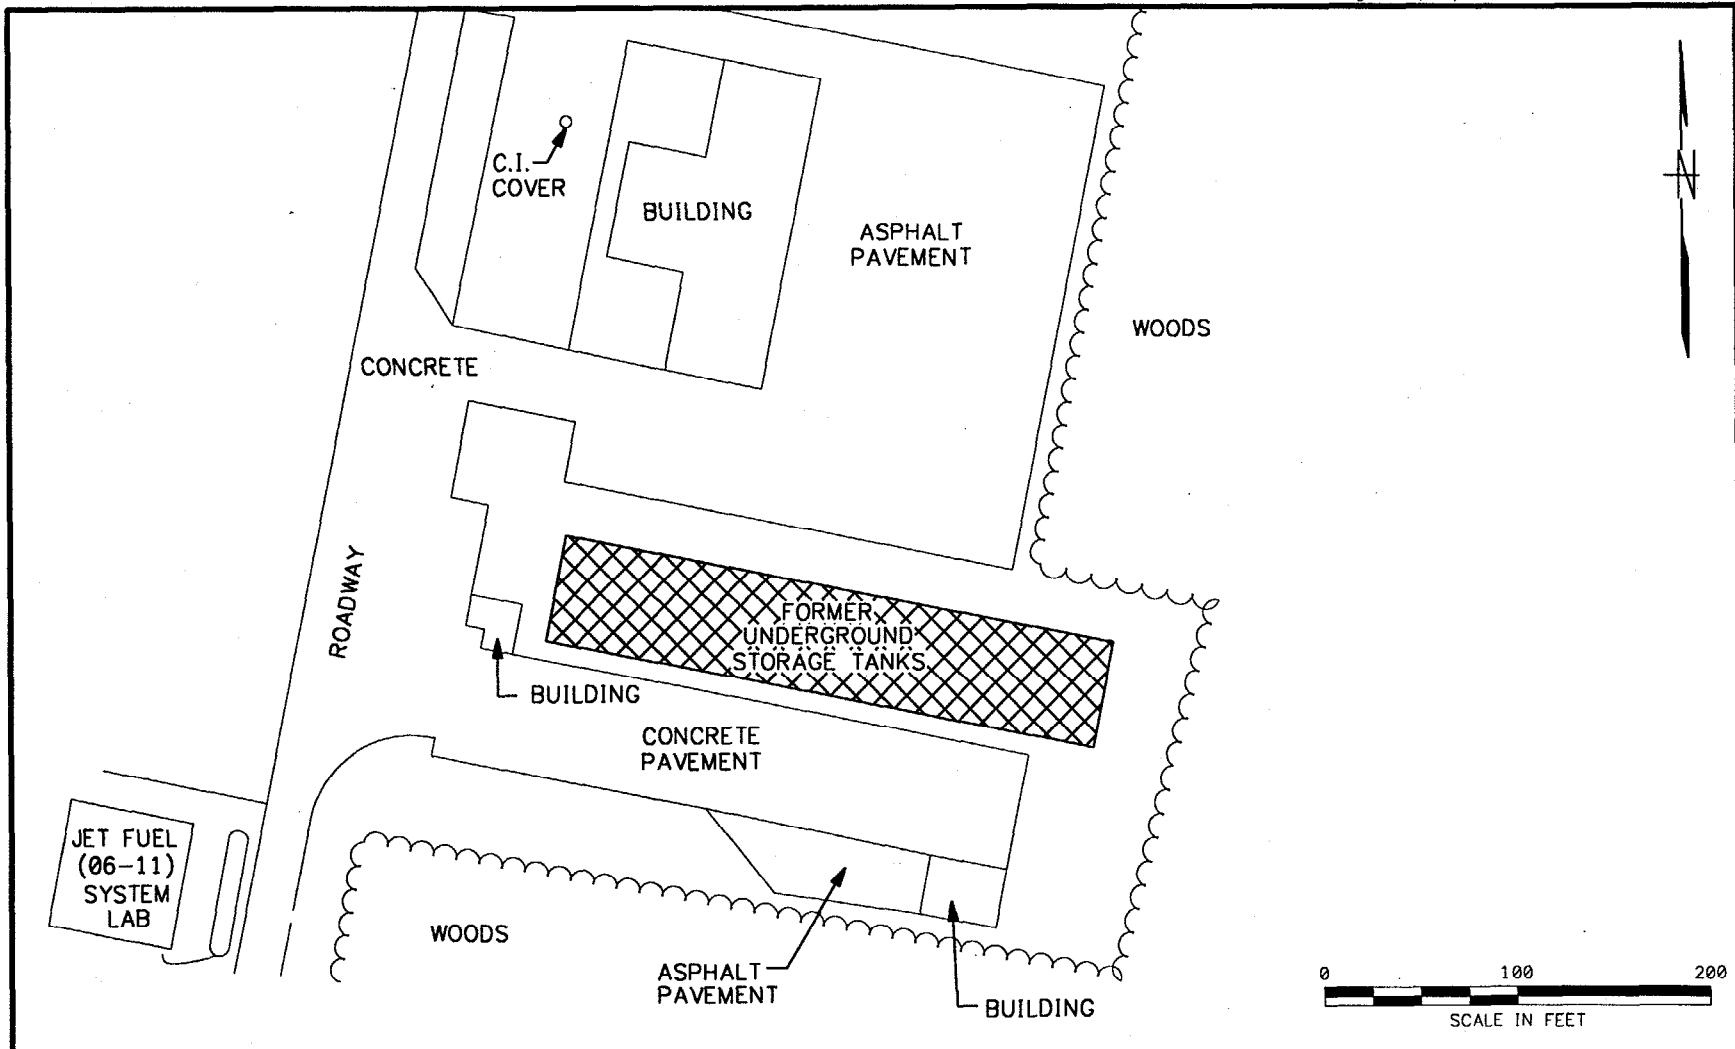 C.I.
COVER
BUILDING
ASPHALT
PAVEMENT
N
WOODS
CONCRETE
ROADWAY
FORMER
UNDERGROUND
STORAGE TANKS
BUILDING
CONCRETE
PAVEMENT
JET FUEL
(06-11)
SYSTEM
LAB
WOODS
ASPHALT
PAVEMENT
BUILDING
0 100 200
SCALE IN FEET